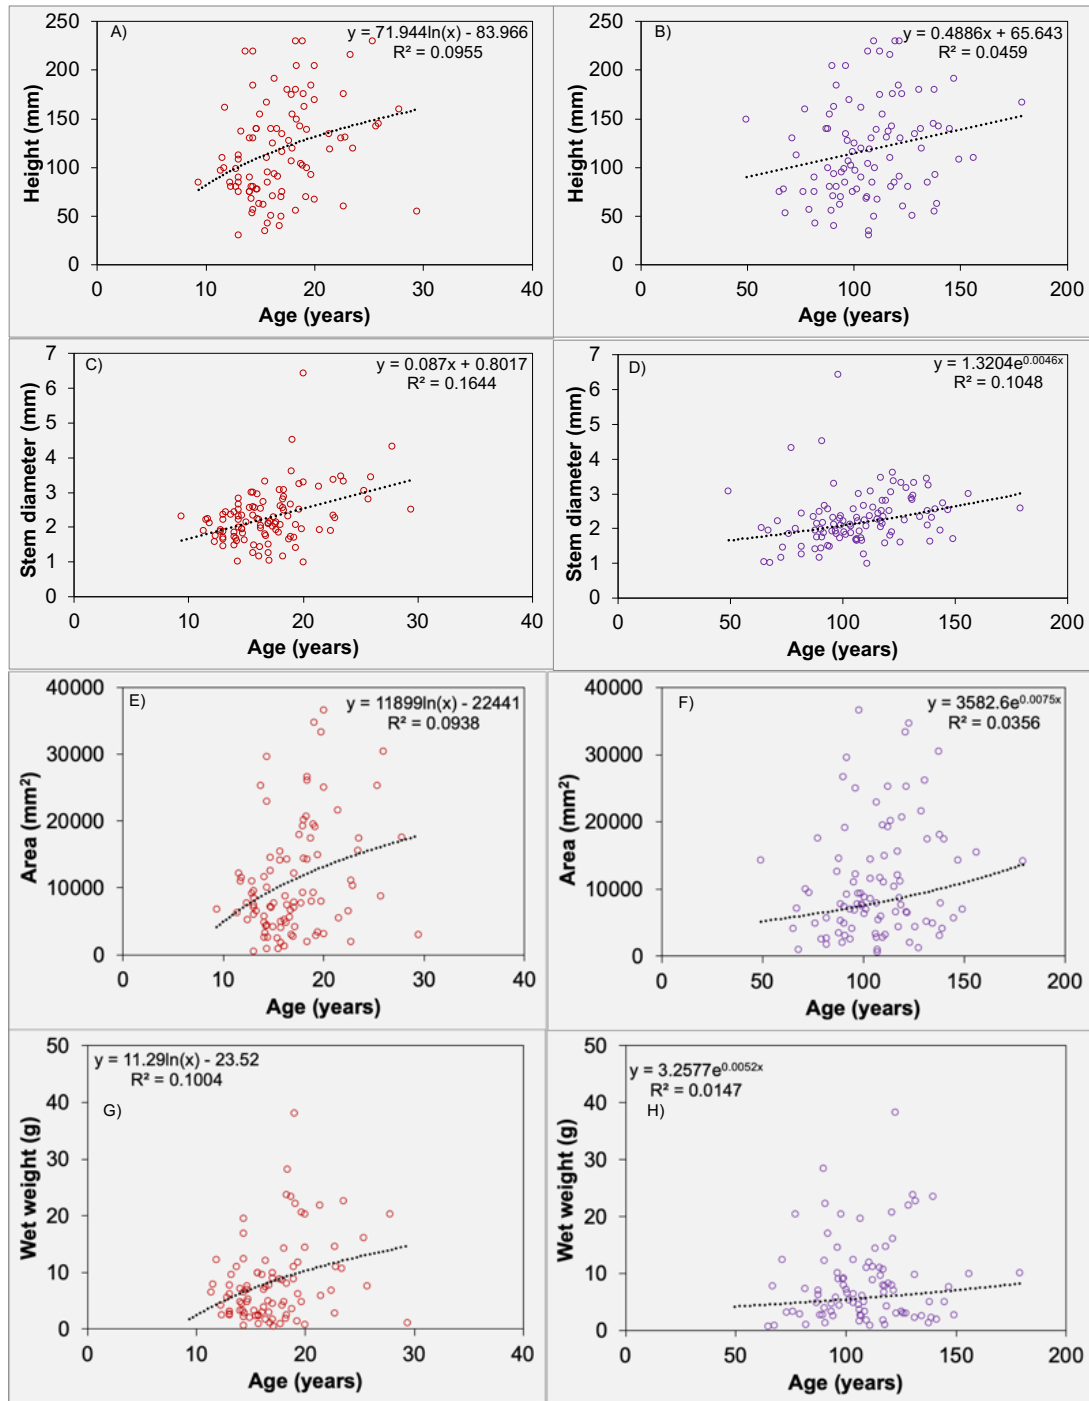 A)
y = 71.944ln(x) - 83.966
R² = 0.0955
250
200
150
100
50
0
Height (mm)
0 10 20 30 40
Age (years)
B)
y = 0.4886x + 65.643
R² = 0.0459
250
200
150
100
50
0
Height (mm)
0 50 100 150 200
Age (years)
C)
y = 0.087x + 0.8017
R² = 0.1644
7
6
5
4
3
2
1
0
Stem diameter (mm)
0 10 20 30 40
Age (years)
D)
y = 1.3204e^0.0046x
R² = 0.1048
7
6
5
4
3
2
1
0
Stem diameter (mm)
0 50 100 150 200
Age (years)
E)
y = 11899ln(x) - 22441
R² = 0.0938
40000
30000
20000
10000
0
Area (mm²)
0 10 20 30 40
Age (years)
F)
y = 3582.6e^0.0075x
R² = 0.0356
40000
30000
20000
10000
0
Area (mm²)
0 50 100 150 200
Age (years)
y = 11.29ln(x) - 23.52
R² = 0.1004
G)
50
40
30
20
10
0
Wet weight (g)
0 10 20 30 40
Age (years)
y = 3.2577e^0.0052x
R² = 0.0147
H)
50
40
30
20
10
0
Wet weight (g)
0 50 100 150 200
Age (years)